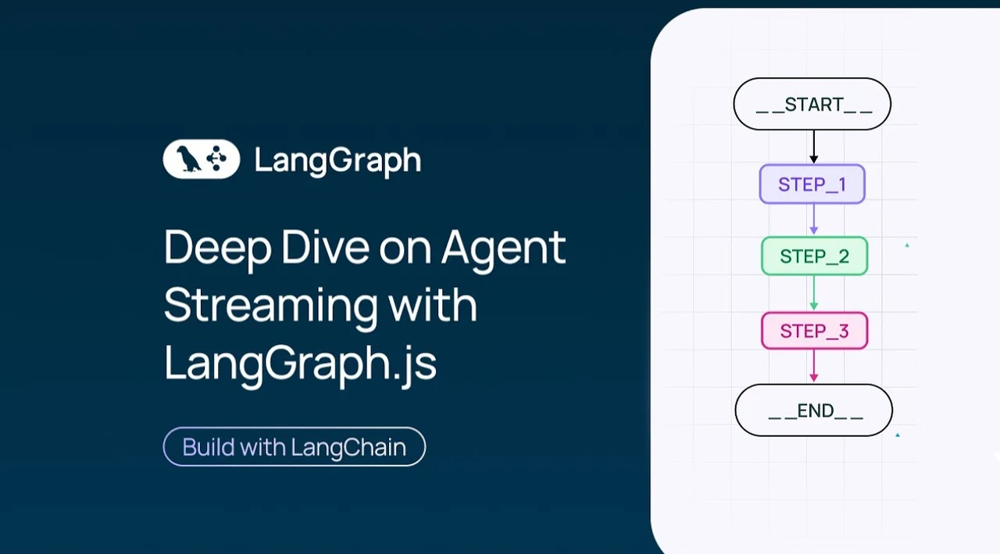 LangGraph
Deep Dive on Agent
Streaming with
LangGraph.js
Build with LangChain
__START__
STEP_1
STEP_2
STEP_3
__END__